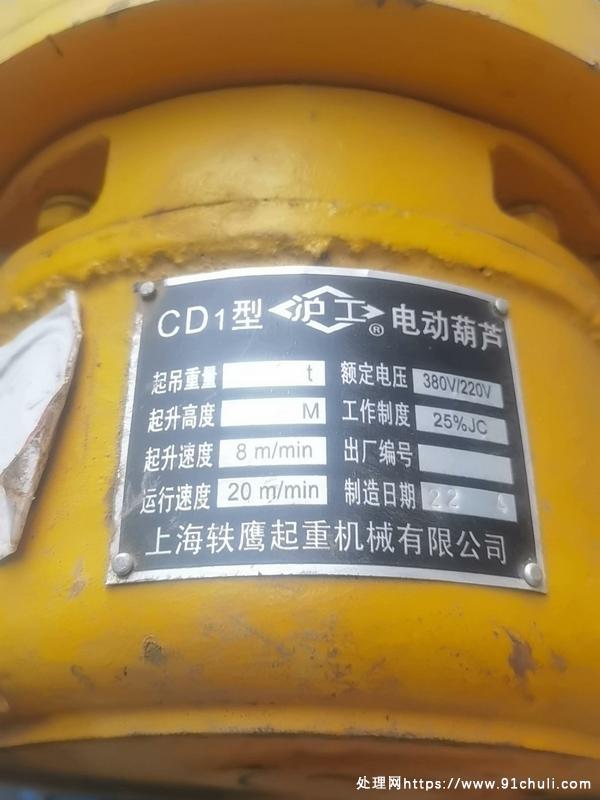 CD1型 沪工® 电动葫芦
起吊重量 t 额定电压 380V/220V
起升高度 M 工作制度 25%JC
起升速度 8 m/min 出厂编号
运行速度 20 m/min 制造日期 22
上海轶鹰起重机械有限公司
处理网https://www.91chuli.com